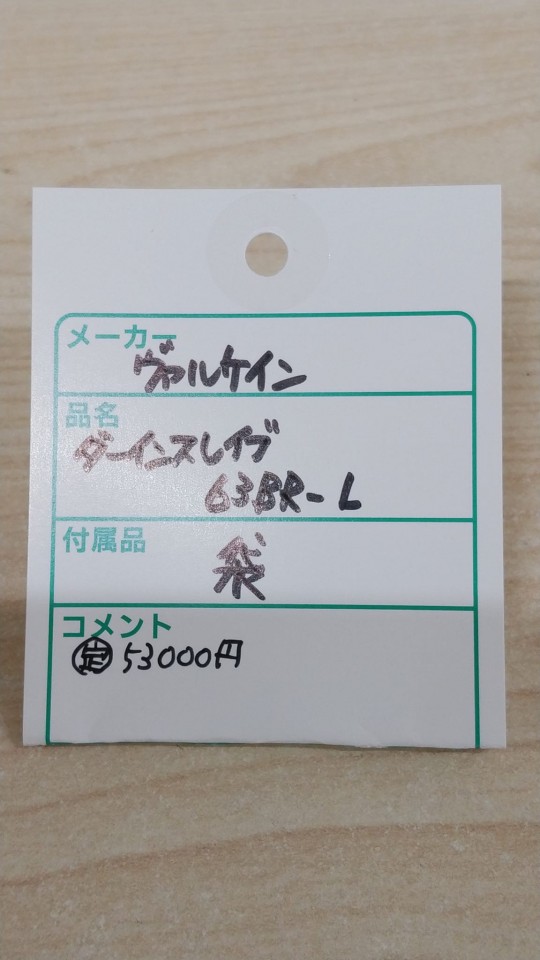 メーカー
ヴァルケイン
品名
ダーインスレイブ
63BR-L
付属品
袋
コメント
㊣定 53000円